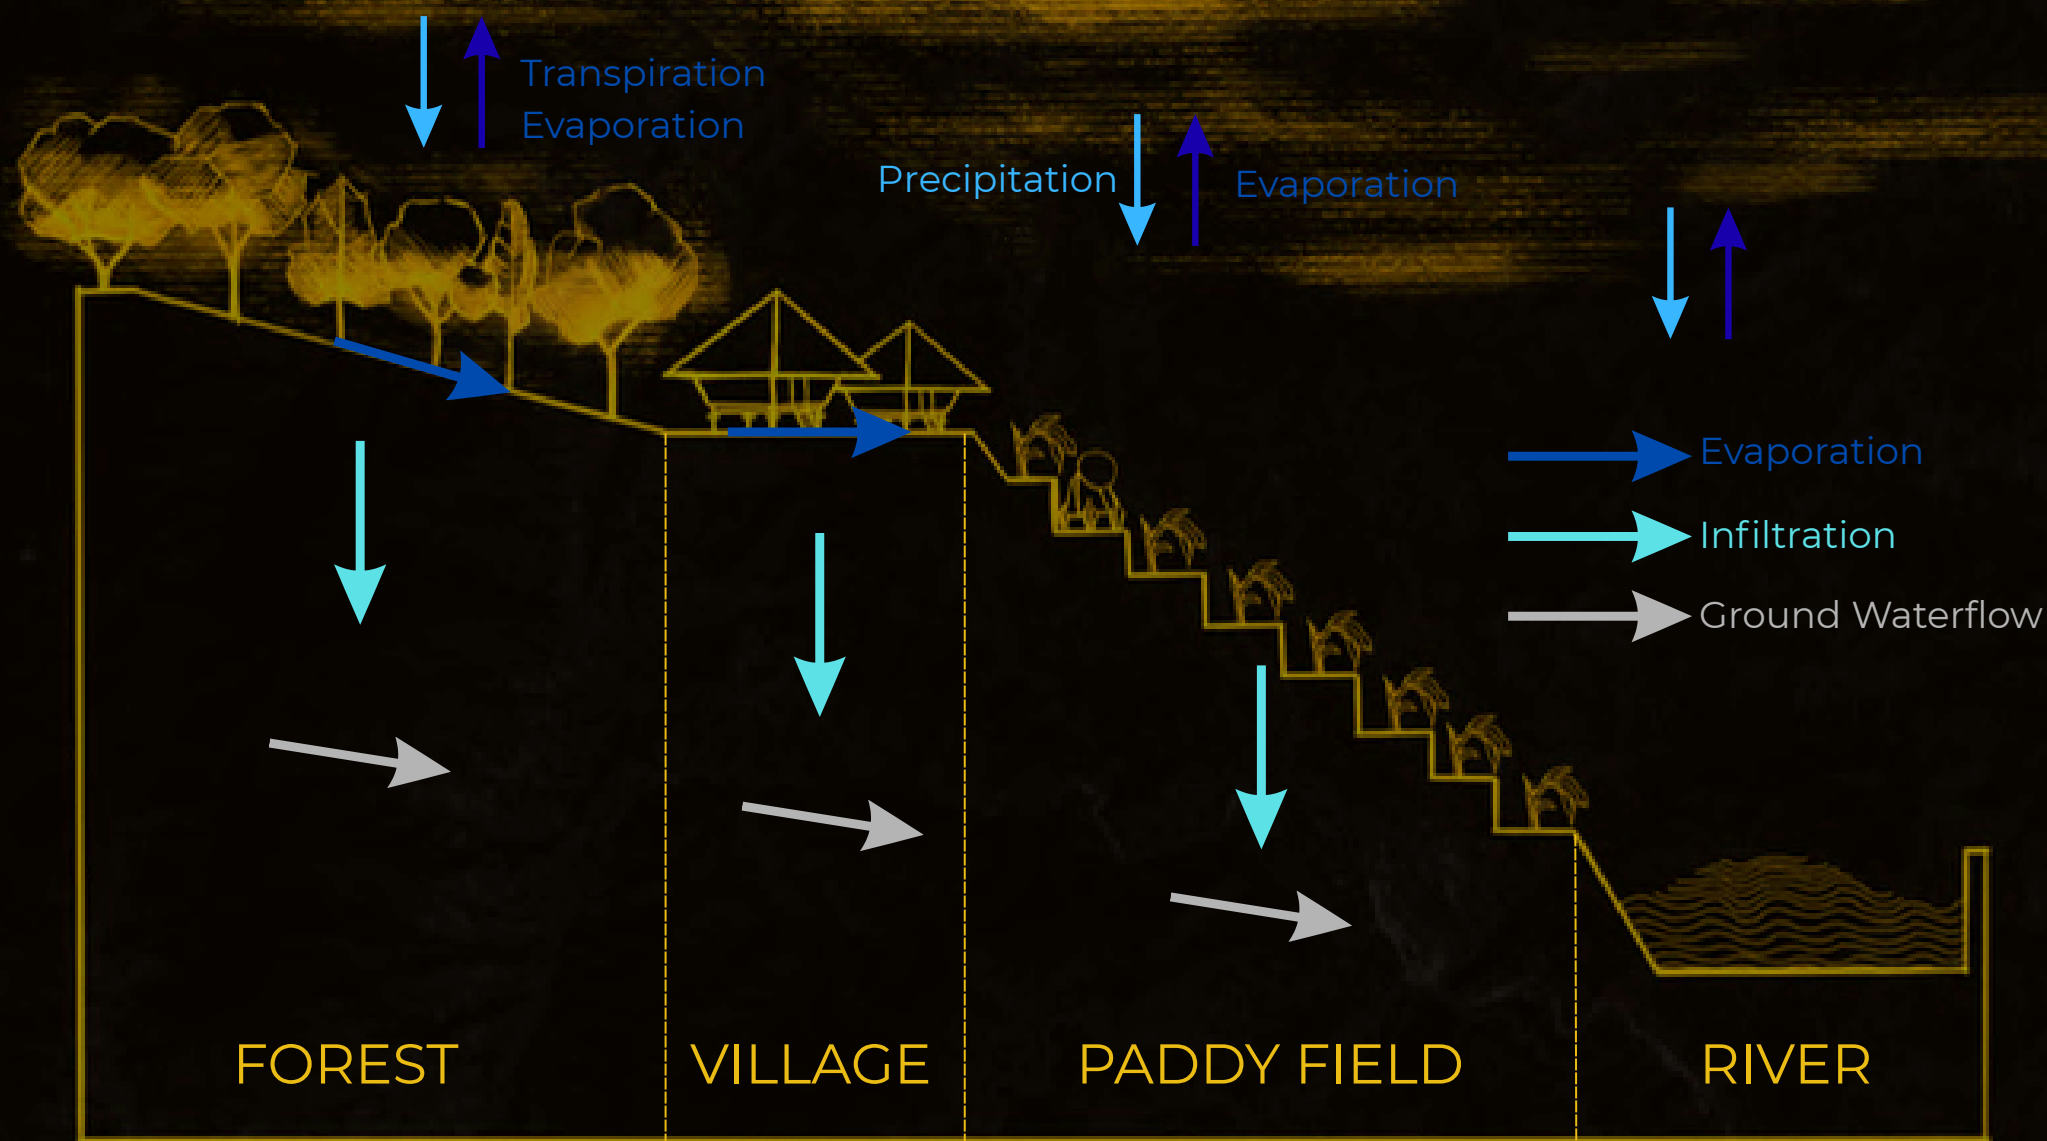 Transpiration
Evaporation
Precipitation
Evaporation
Evaporation
Infiltration
Ground Waterflow
FOREST
VILLAGE
PADDY FIELD
RIVER